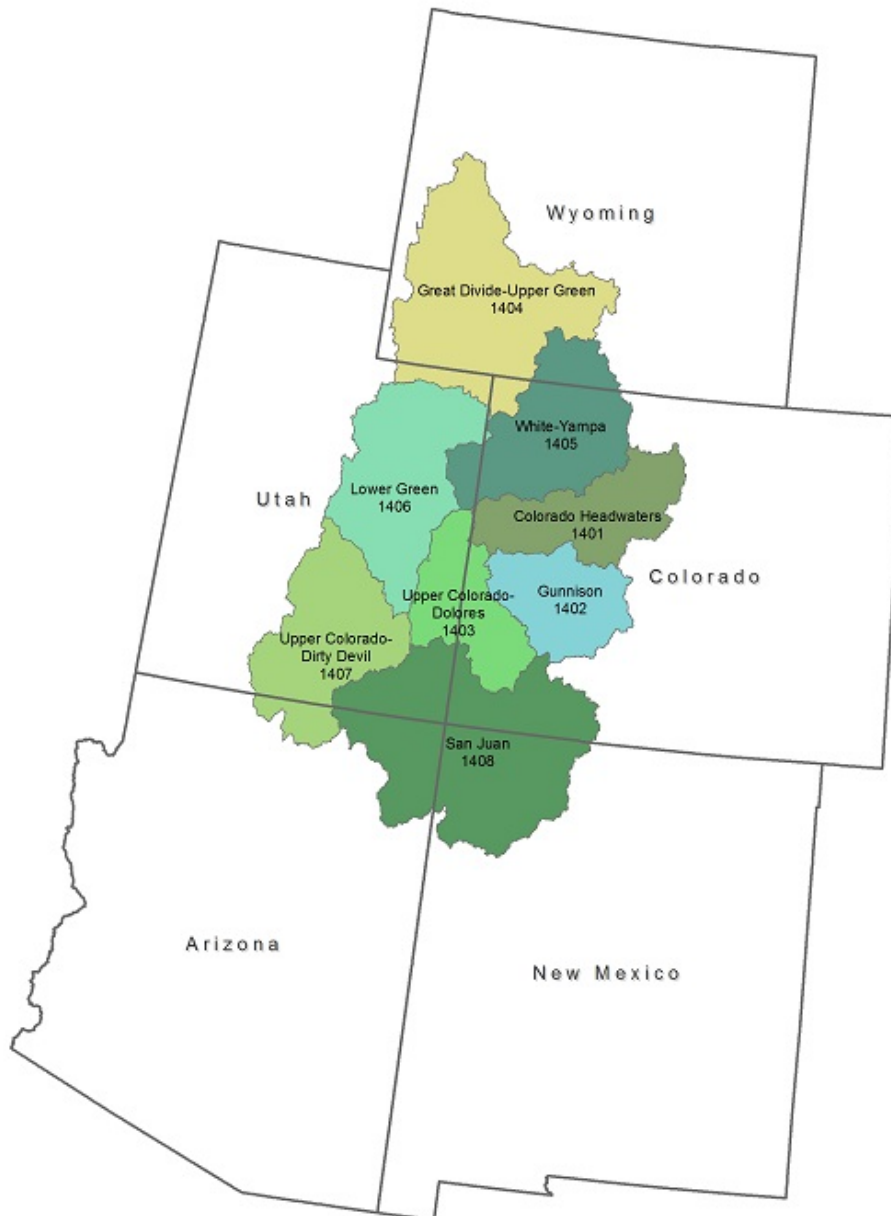 Wyoming
Great Divide-Upper Green
1404
White-Yampa
1405
Utah
Lower Green
1406
Colorado Headwaters
1401
Colorado
Gunnison
1402
Upper Colorado-
Dolores
1403
Upper Colorado-
Dirty Devil
1407
San Juan
1408
Arizona
New Mexico